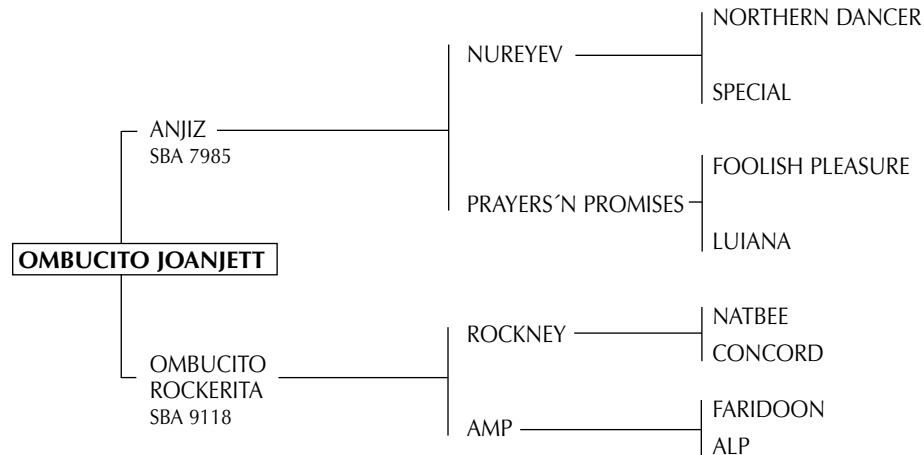 NORTHERN DANCER
NUREYEV
SPECIAL
ANJIZ
SBA 7985
FOOLISH PLEASURE
PRAYERS´N PROMISES
LUIANA
OMBUCITO JOANJETT
NATBEE
ROCKNEY
CONCORD
OMBUCITO
ROCKERITA
SBA 9118
FARIDOON
AMP
ALP